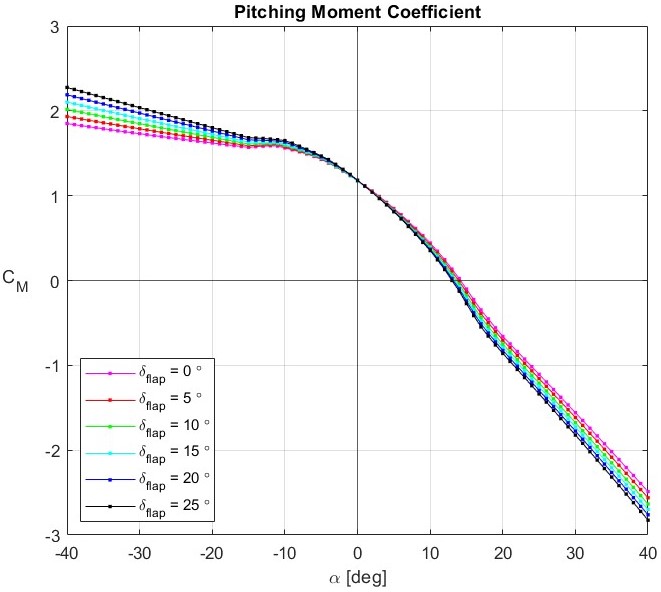 Pitching Moment Coefficient
3
2
1
0
-1
-2
-3
C_M
δ_flap = 0 °
δ_flap = 5 °
δ_flap = 10 °
δ_flap = 15 °
δ_flap = 20 °
δ_flap = 25 °
-40 -30 -20 -10 0 10 20 30 40
α [deg]